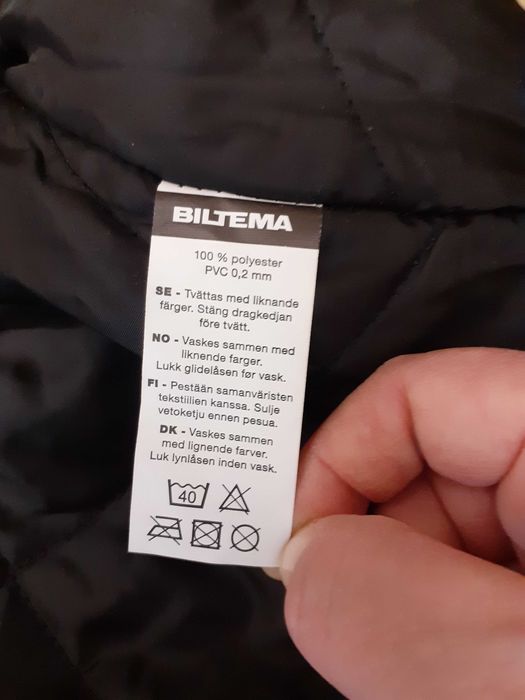 BILTEMA
100 % polyester
PVC 0,2 mm
SE - Tvättas med liknande
färger. Stäng dragkedjan
före tvätt.
NO - Vaskes sammen med
liknende farger.
Lukk glidelåsen før vask.
FI - Pestään samanväristen
tekstiilien kanssa. Sulje
vetoketju ennen pesua.
DK - Vaskes sammen
med lignende farver.
Luk lynlåsen inden vask.
40